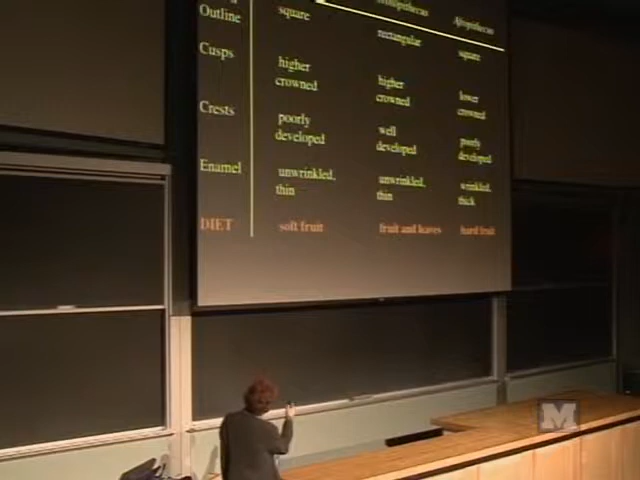 Afropithecus
Outline square rectangular square
Cusps higher crowned higher crowned lower crowned
Crests poorly developed well developed poorly developed
Enamel unwrinkled, thin unwrinkled, thin wrinkled, thick
DIET soft fruit fruit and leaves hard fruit
M